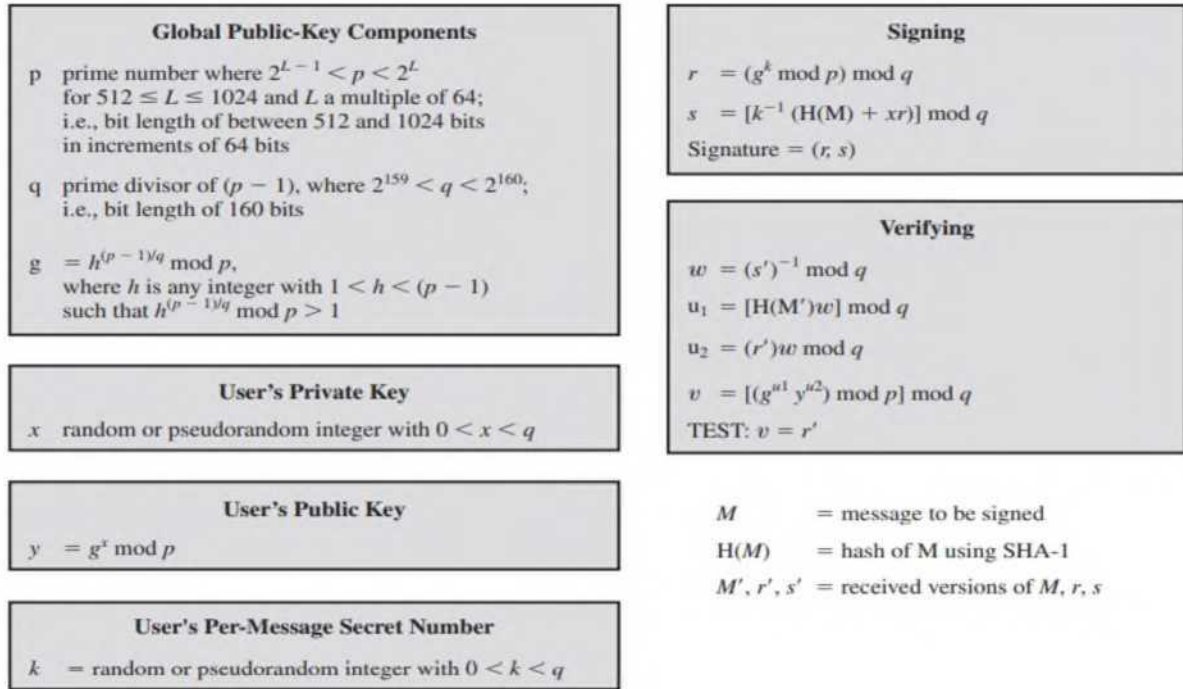 Global Public-Key Components
p prime number where 2^{L − 1} < p < 2^L
for 512 ≤ L ≤ 1024 and L a multiple of 64;
i.e., bit length of between 512 and 1024 bits
in increments of 64 bits
q prime divisor of (p − 1), where 2^{159} < q < 2^{160};
i.e., bit length of 160 bits
g = h^{(p − 1)/q} mod p,
where h is any integer with 1 < h < (p − 1)
such that h^{(p − 1)/q} mod p > 1
User's Private Key
x random or pseudorandom integer with 0 < x < q
User's Public Key
y = g^x mod p
User's Per-Message Secret Number
k = random or pseudorandom integer with 0 < k < q
Signing
r = (g^k mod p) mod q
s = [k^{−1} (H(M) + xr)] mod q
Signature = (r, s)
Verifying
w = (s')^{−1} mod q
u_1 = [H(M')w] mod q
u_2 = (r')w mod q
v = [(g^{u1} y^{u2}) mod p] mod q
TEST: v = r'
M = message to be signed
H(M) = hash of M using SHA-1
M', r', s' = received versions of M, r, s